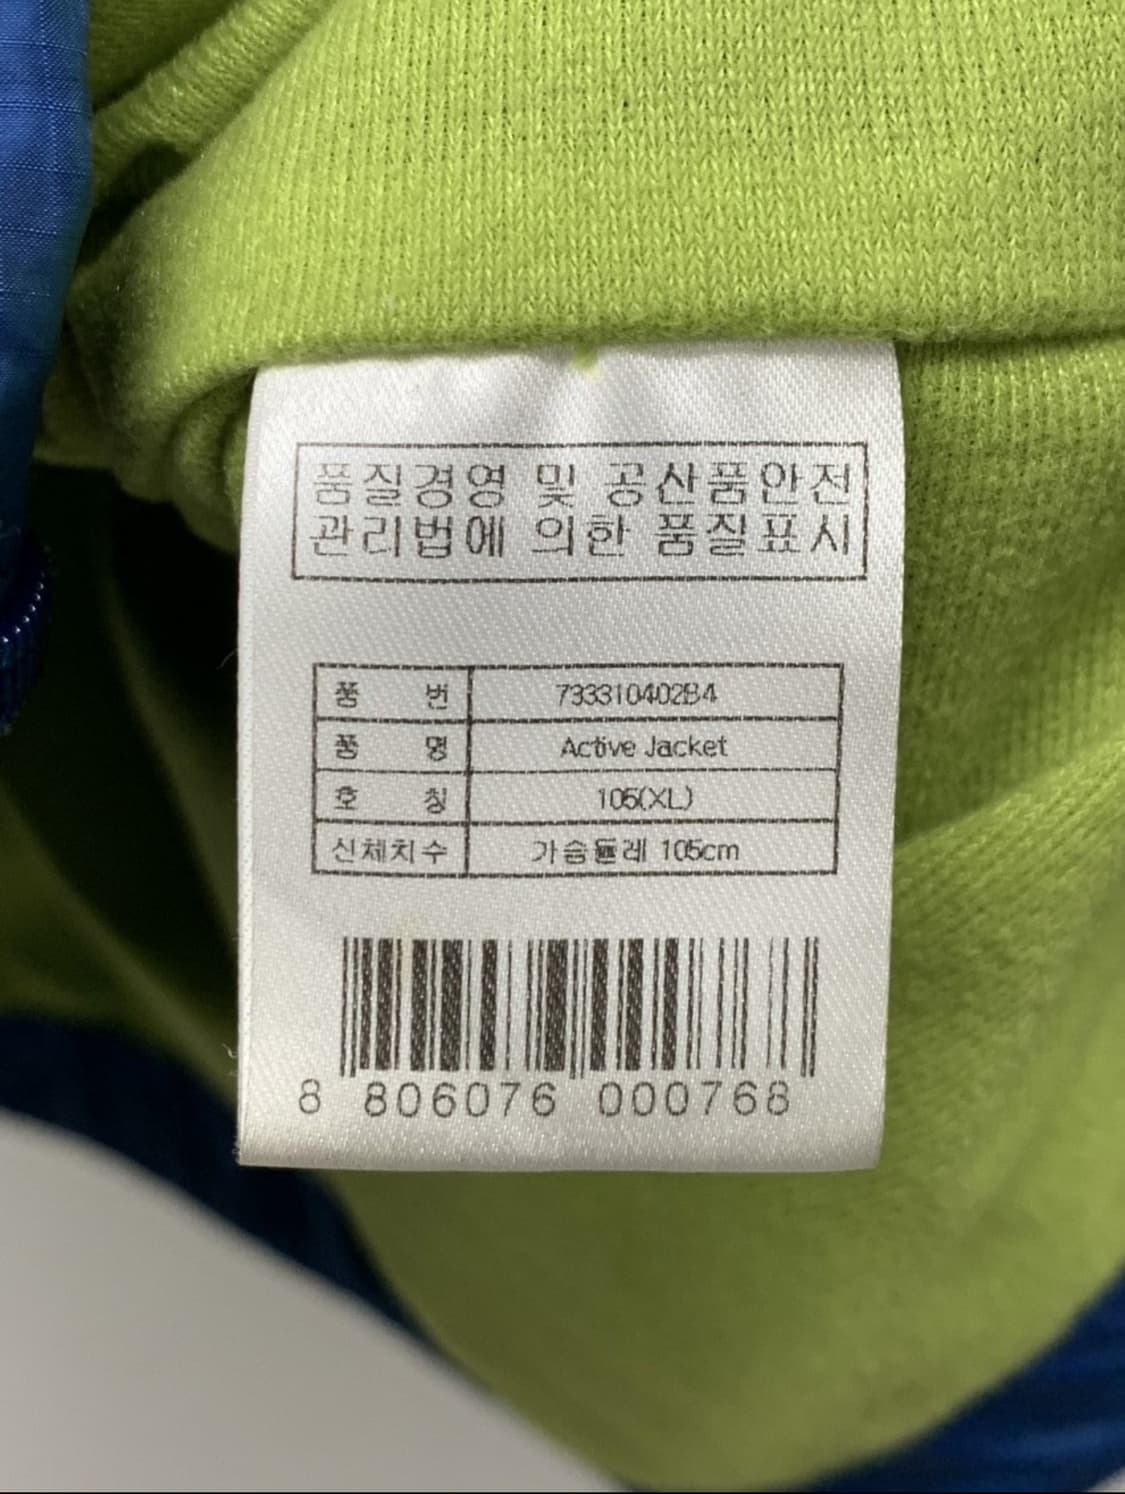 품질경영 및 공산품안전
관리법에 의한 품질표시
품 번 733310402B4
품 명 Active Jacket
호 칭 105(XL)
신체치수 가슴둘레 105cm
8 806076 000768